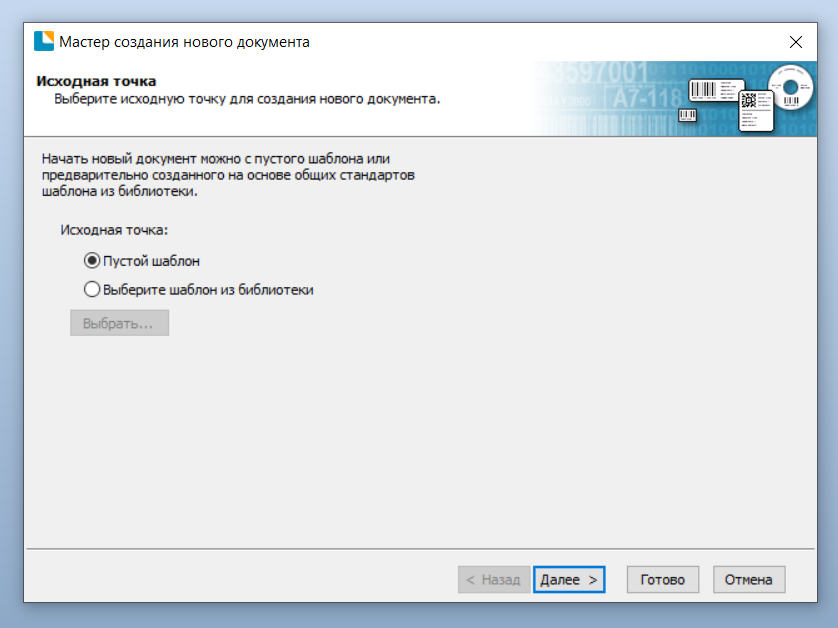 Мастер создания нового документа
Исходная точка
Выберите исходную точку для создания нового документа.
3597001
A7-118
Начать новый документ можно с пустого шаблона или
предварительно созданного на основе общих стандартов
шаблона из библиотеки.
Исходная точка:
Пустой шаблон
Выберите шаблон из библиотеки
Выбрать...
< Назад
Далее >
Готово
Отмена